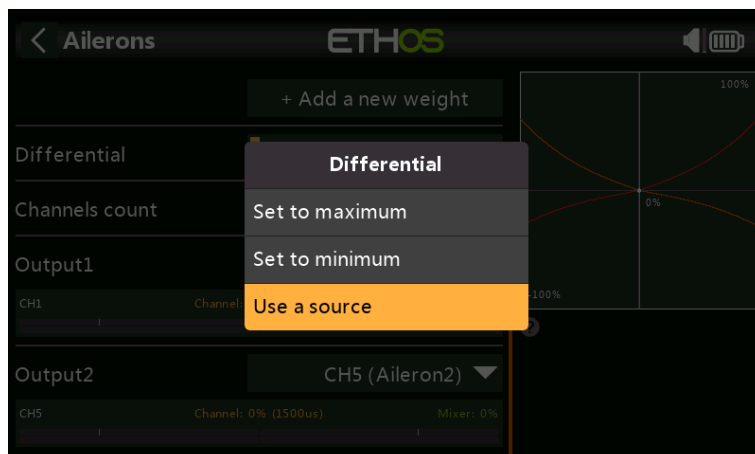 Ailerons
ETHOS
+ Add a new weight
100%
Differential
Differential
Channels count
Set to maximum
0%
Output1
Set to minimum
CH1
Channel:
Use a source
-100%
Output2
CH5 (Aileron2)
CH5
Channel: 0% (1500us)
Mixer: 0%